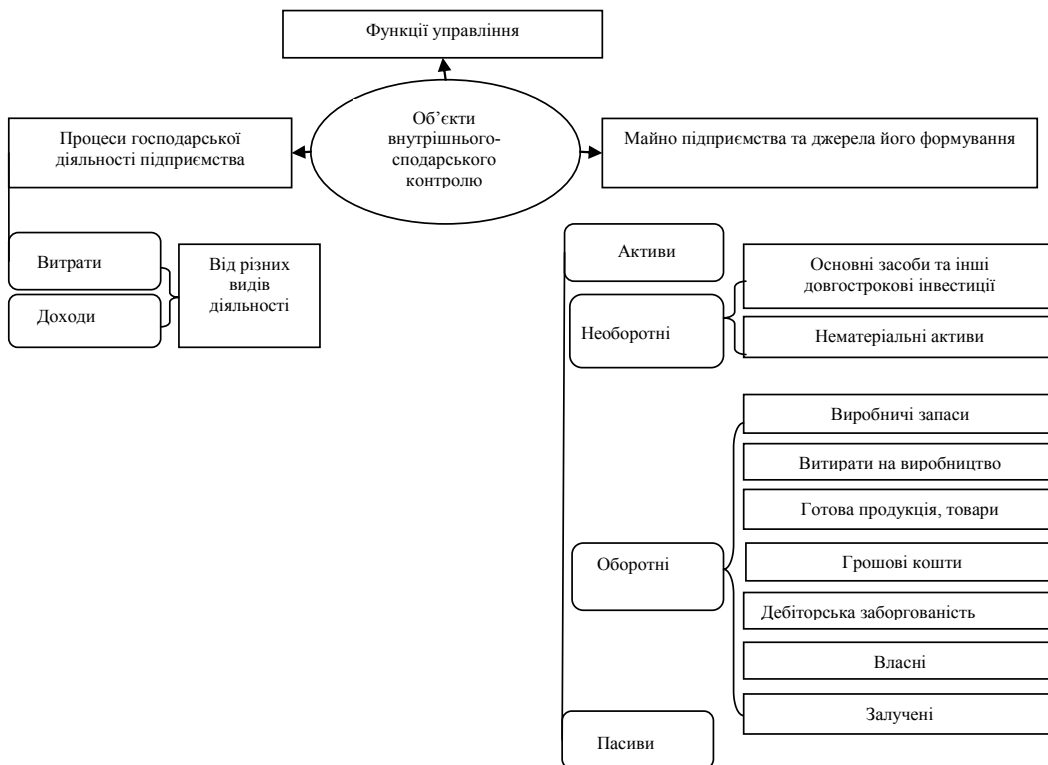 Функції управління
Об’єкти
внутрішнього-
сподарського
контролю
Процеси господарської
діяльності підприємства
Майно підприємства та джерела його формування
Витрати
Доходи
Від різних
видів
діяльності
Активи
Необоротні
Основні засоби та інші
довгострокові інвестиції
Нематеріальні активи
Виробничі запаси
Витирати на виробництво
Готова продукція, товари
Оборотні
Грошові кошти
Дебіторська заборгованість
Власні
Залучені
Пасиви